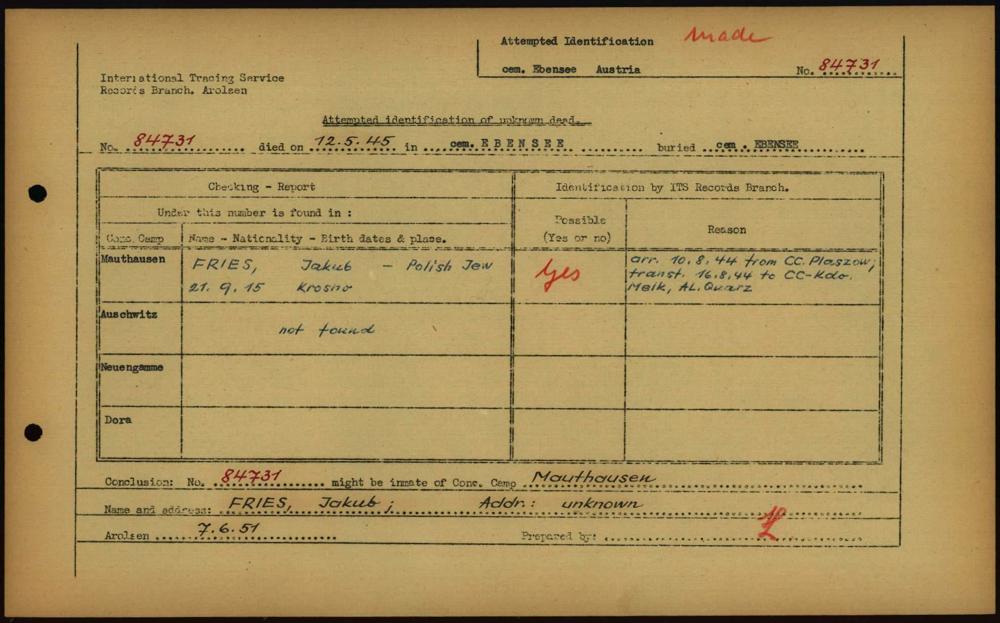 Attempted Identification made
cem. Ebensee Austria No. 84731
International Tracing Service
Records Branch. Arolsen
Attempted identification of unknown dead.
No. 84731 died on 12.5.45 in cem. EBENSEE buried cem. EBENSEE
Checking - Report Identification by ITS Records Branch.
Under this number is found in :
Conc. Camp Name - Nationality - Birth dates & place. Possible (Yes or no) Reason
Mauthausen FRIES, Jakub - Polish Jew Yes arr. 10.8.44 from CC. Plaszow;
21.9.15 Krosno transf. 16.8.44 to CC-Kdo.
Melk, AL. Quarz
Auschwitz not found
Neuengamme
Dora
Conclusion: No. 84731 might be inmate of Conc. Camp Mauthausen
Name and address: FRIES, Jakub; Addr.: unknown
Arolsen 7.6.51 Prepared by: